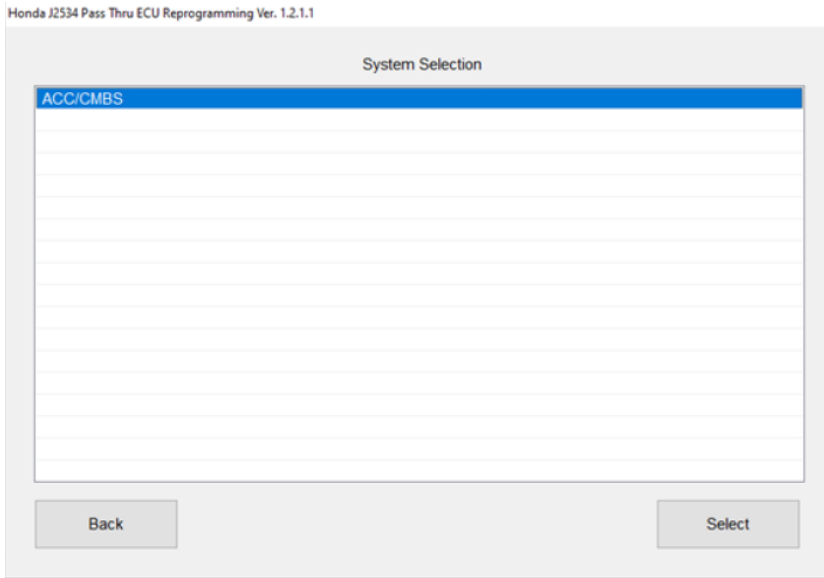 Honda J2534 Pass Thru ECU Reprogramming Ver. 1.2.1.1
System Selection
ACC/CMBS
Back
Select